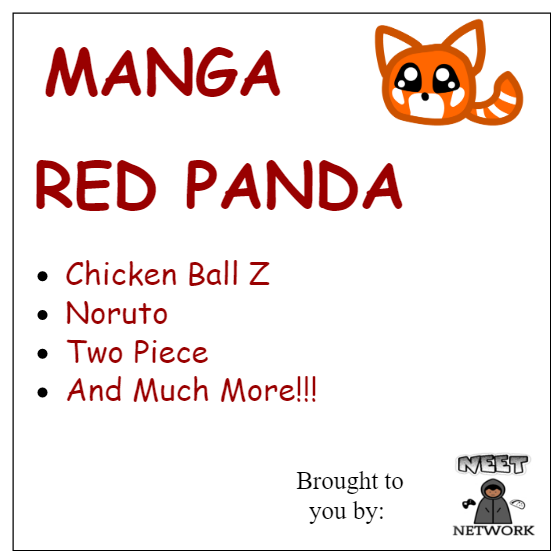 MANGA
RED PANDA
Chicken Ball Z
Noruto
Two Piece
And Much More!!!
Brought to
you by:
NEET
NETWORK